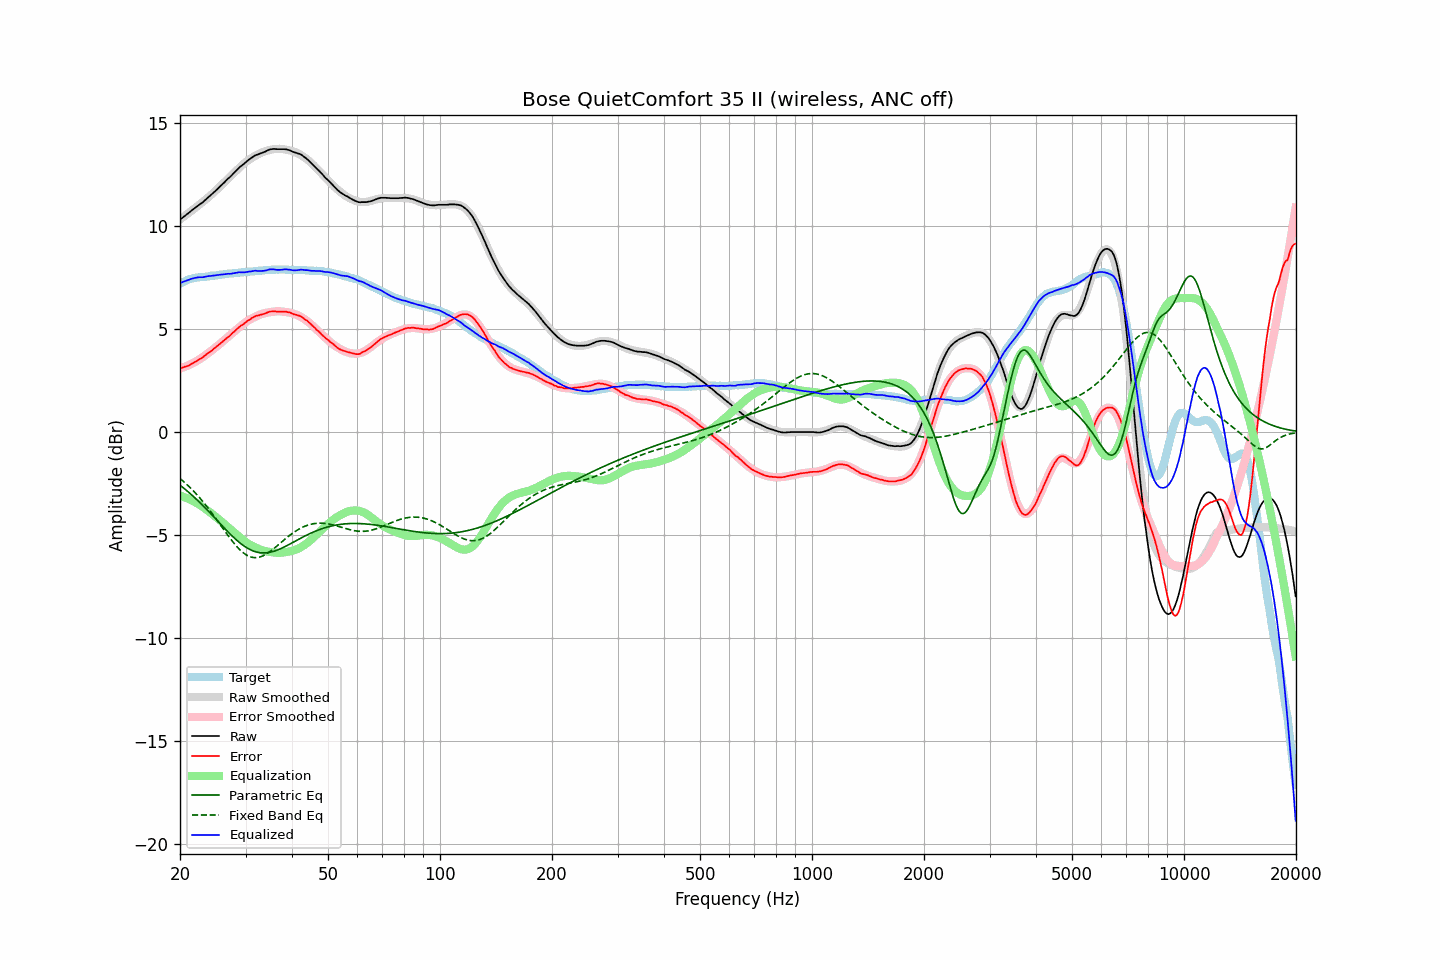 Bose QuietComfort 35 II (wireless, ANC off)
15
10
5
0
−5
−10
−15
−20
Amplitude (dBr)
Target
Raw Smoothed
Error Smoothed
Raw
Error
Equalization
Parametric Eq
Fixed Band Eq
Equalized
20 50 100 200 500 1000 2000 5000 10000 20000
Frequency (Hz)